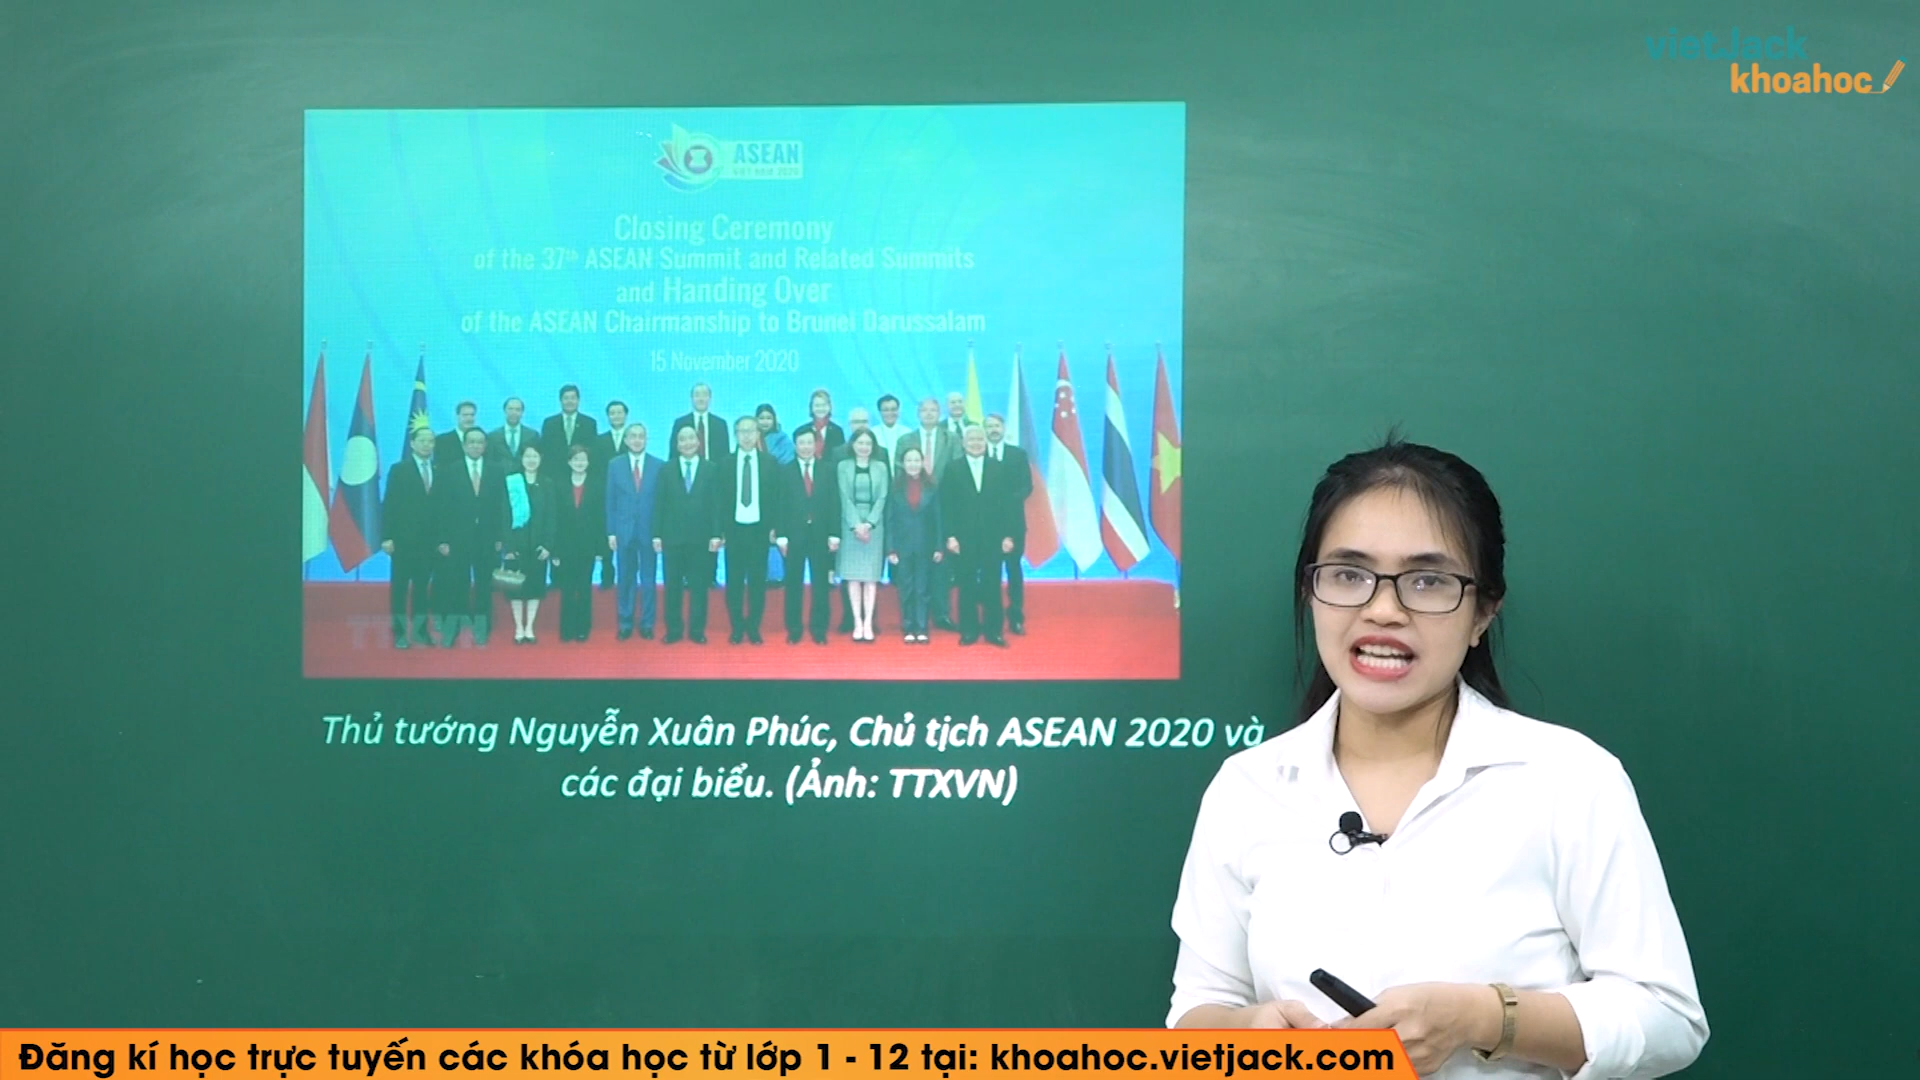 vietJack
khoahoc
ASEAN
VIET NAM 2020
Closing Ceremony
of the 37th ASEAN Summit and Related Summits
and Handing Over
of the ASEAN Chairmanship to Brunei Darussalam
15 November 2020
TTXVN
Thủ tướng Nguyễn Xuân Phúc, Chủ tịch ASEAN 2020 và
các đại biểu. (Ảnh: TTXVN)
Đăng kí học trực tuyến các khóa học từ lớp 1 - 12 tại: khoahoc.vietjack.com